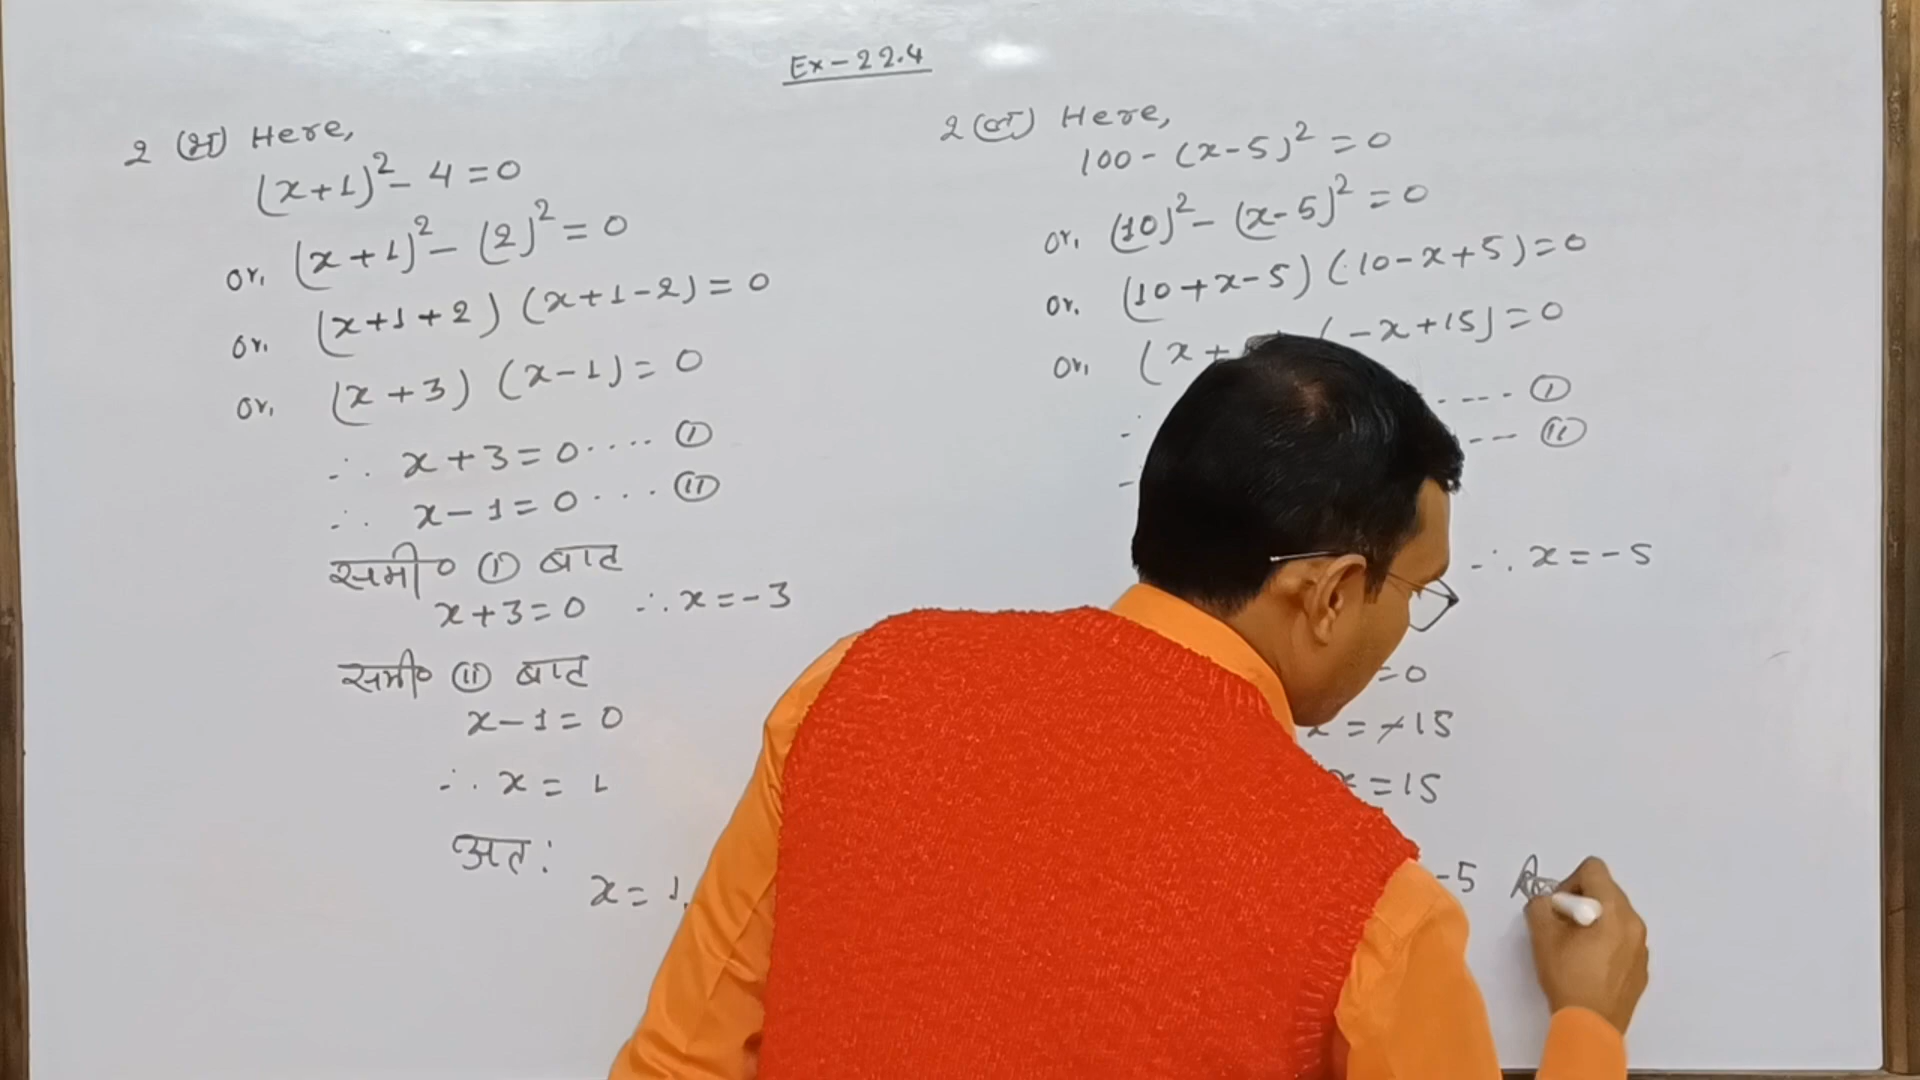 Ex-22.4
2 (झ) Here,
(x+1)² - 4 = 0
or, (x+1)² - (2)² = 0
or, (x+1+2) (x+1-2) = 0
or, (x+3) (x-1) = 0
∴ x+3=0 .... (I)
∴ x-1=0 ... (II)
समी० (I) बाट
x+3=0 ∴ x=-3
समी० (II) बाट
x-1=0
∴ x = 1
अत:
x= 1,
2 Here,
100 - (x-5)² = 0
or, (10)² - (x-5)² = 0
or, (10+x-5) (10-x+5)=0
or, (x+ (-x+15)=0
∴ ---- (I)
--- (II)
∴ x=-5
=0
x = -15
x = 15
-5